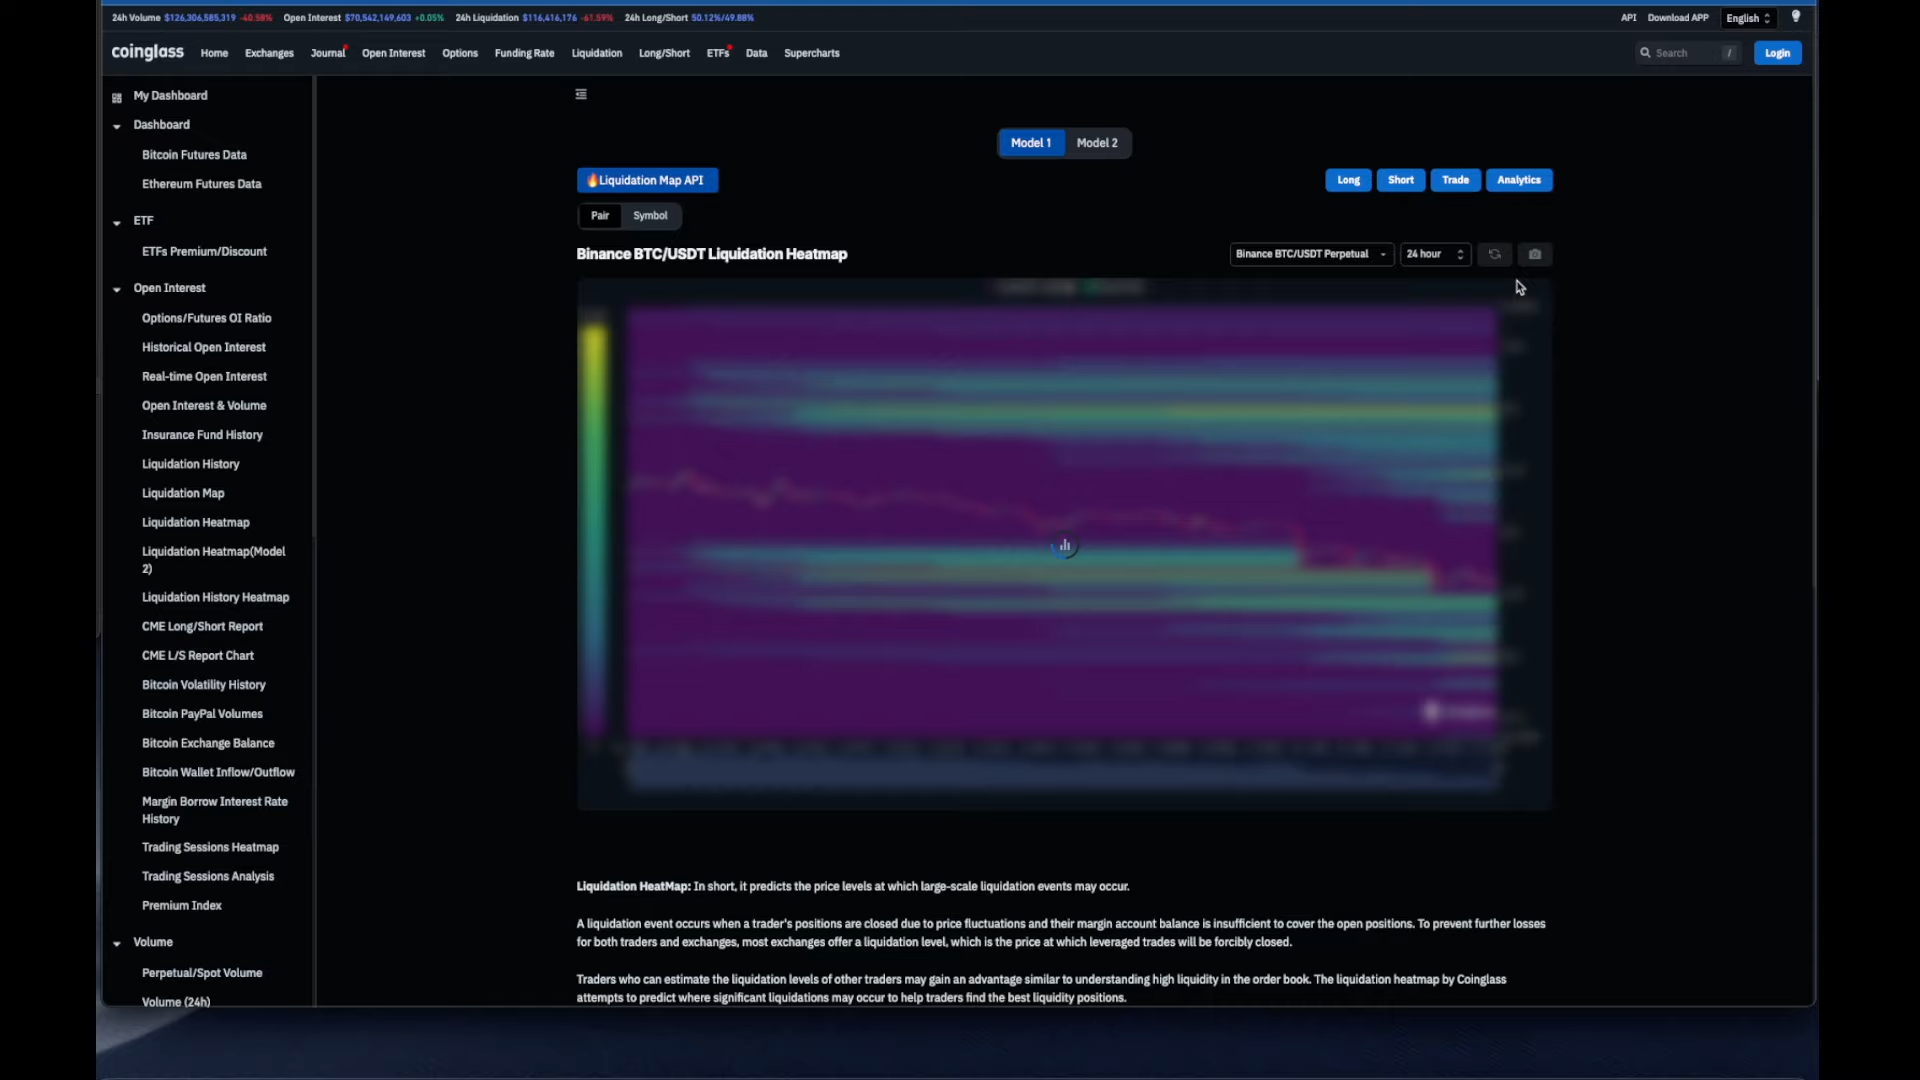 24h Volume $126,306,585,319 -40.58% Open Interest $70,542,149,603 +0.05% 24h Liquidation $116,416,176 -61.59% 24h Long/Short 50.12%/49.88%
API Download APP English
coinglass Home Exchanges Journal Open Interest Options Funding Rate Liquidation Long/Short ETFs Data Supercharts
Search / Login
My Dashboard
Dashboard
Bitcoin Futures Data
Ethereum Futures Data
ETF
ETFs Premium/Discount
Open Interest
Options/Futures OI Ratio
Historical Open Interest
Real-time Open Interest
Open Interest & Volume
Insurance Fund History
Liquidation History
Liquidation Map
Liquidation Heatmap
Liquidation Heatmap(Model
2)
Liquidation History Heatmap
CME Long/Short Report
CME L/S Report Chart
Bitcoin Volatility History
Bitcoin PayPal Volumes
Bitcoin Exchange Balance
Bitcoin Wallet Inflow/Outflow
Margin Borrow Interest Rate
History
Trading Sessions Heatmap
Trading Sessions Analysis
Premium Index
Volume
Perpetual/Spot Volume
Volume (24h)
Model 1 Model 2
🔥Liquidation Map API
Long Short Trade Analytics
Pair Symbol
Binance BTC/USDT Liquidation Heatmap
Binance BTC/USDT Perpetual 24 hour
Liquidation HeatMap: In short, it predicts the price levels at which large-scale liquidation events may occur.
A liquidation event occurs when a trader's positions are closed due to price fluctuations and their margin account balance is insufficient to cover the open positions. To prevent further losses
for both traders and exchanges, most exchanges offer a liquidation level, which is the price at which leveraged trades will be forcibly closed.
Traders who can estimate the liquidation levels of other traders may gain an advantage similar to understanding high liquidity in the order book. The liquidation heatmap by Coinglass
attempts to predict where significant liquidations may occur to help traders find the best liquidity positions.